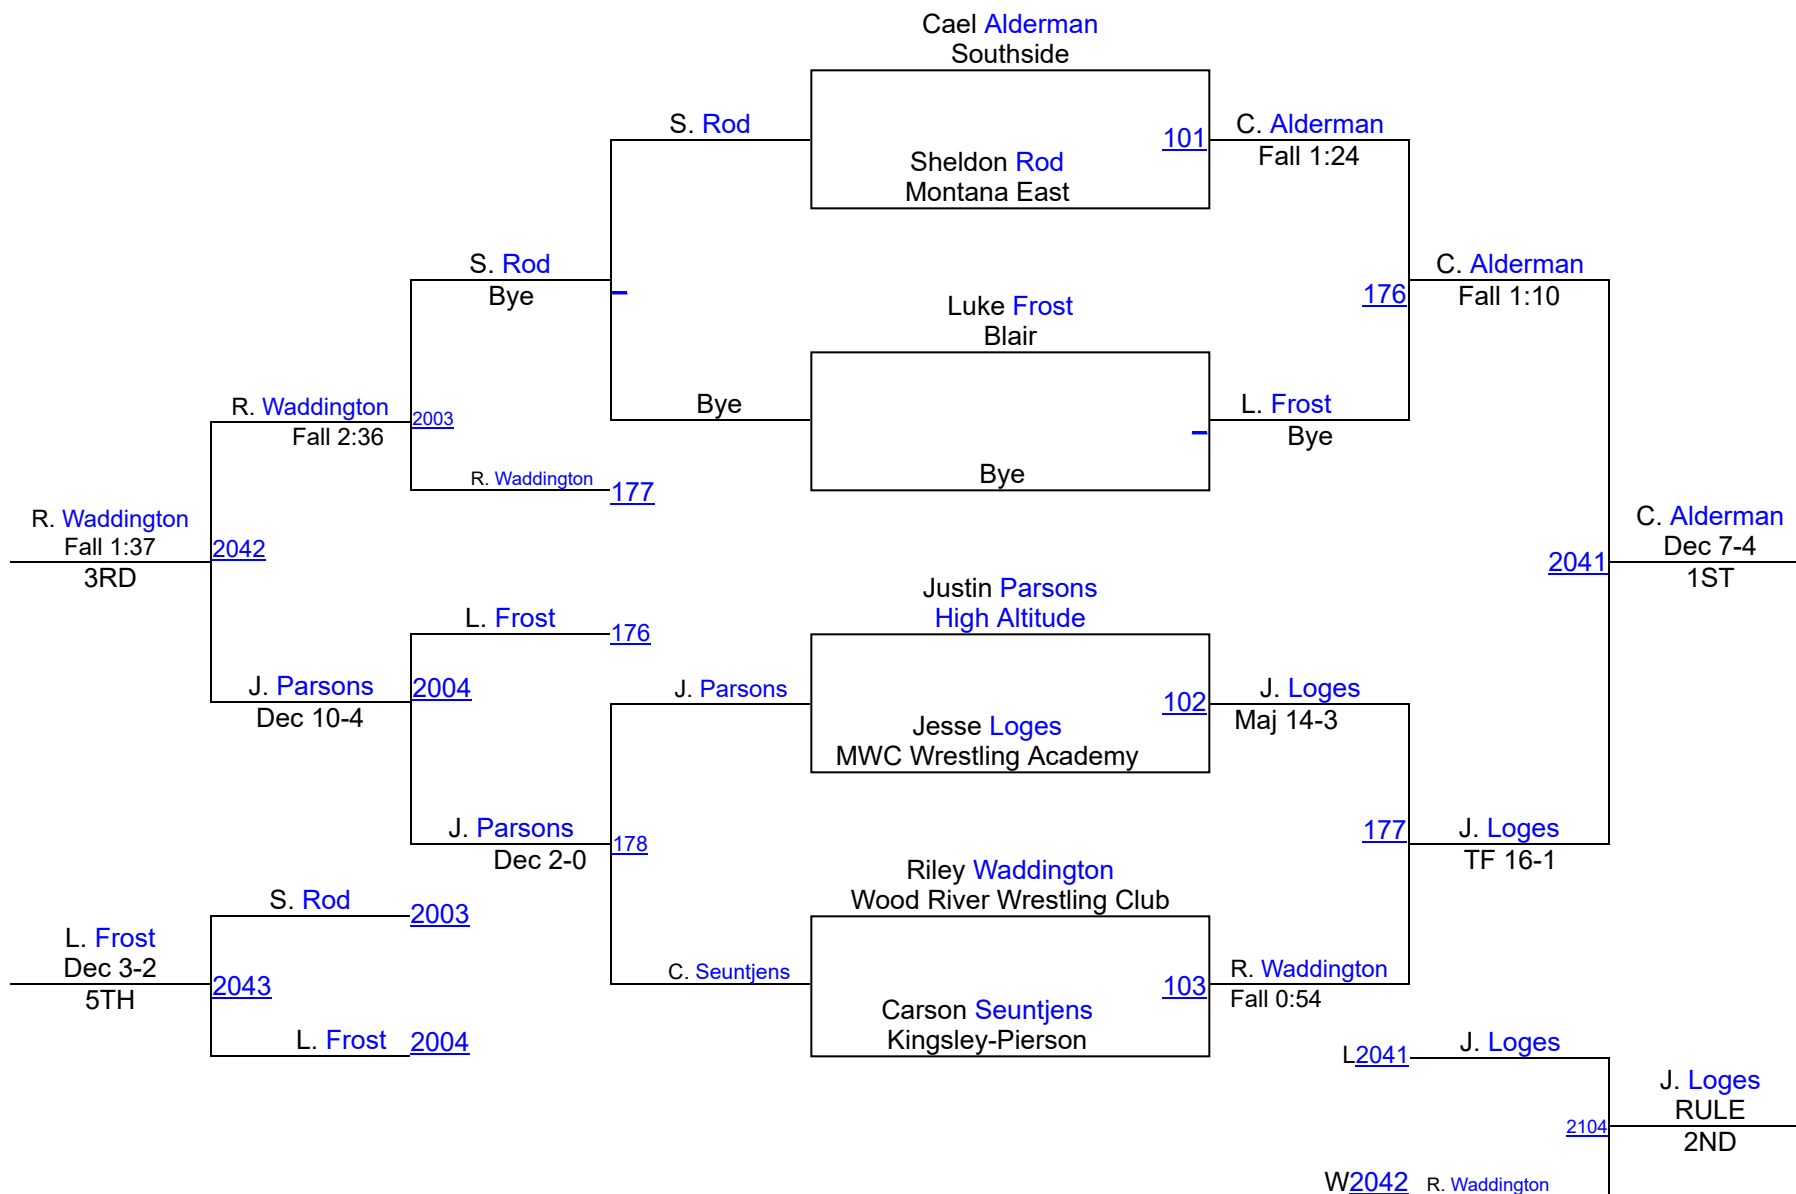 Cael Alderman
Southside
S. Rod
101
C. Alderman
Fall 1:24
Sheldon Rod
Montana East
S. Rod
Bye
C. Alderman
Fall 1:10
176
Luke Frost
Blair
R. Waddington
Fall 2:36
2003
Bye
L. Frost
Bye
R. Waddington
177
Bye
R. Waddington
Fall 1:37
3RD
2042
C. Alderman
Dec 7-4
1ST
2041
L. Frost
176
Justin Parsons
High Altitude
J. Parsons
Dec 10-4
2004
J. Parsons
102
J. Loges
Maj 14-3
Jesse Loges
MWC Wrestling Academy
J. Parsons
Dec 2-0
178
177
J. Loges
TF 16-1
Riley Waddington
Wood River Wrestling Club
S. Rod
2003
L. Frost
Dec 3-2
5TH
2043
C. Seuntjens
103
R. Waddington
Fall 0:54
Carson Seuntjens
Kingsley-Pierson
L. Frost
2004
L2041
J. Loges
J. Loges
RULE
2ND
2104
W2042
R. Waddington